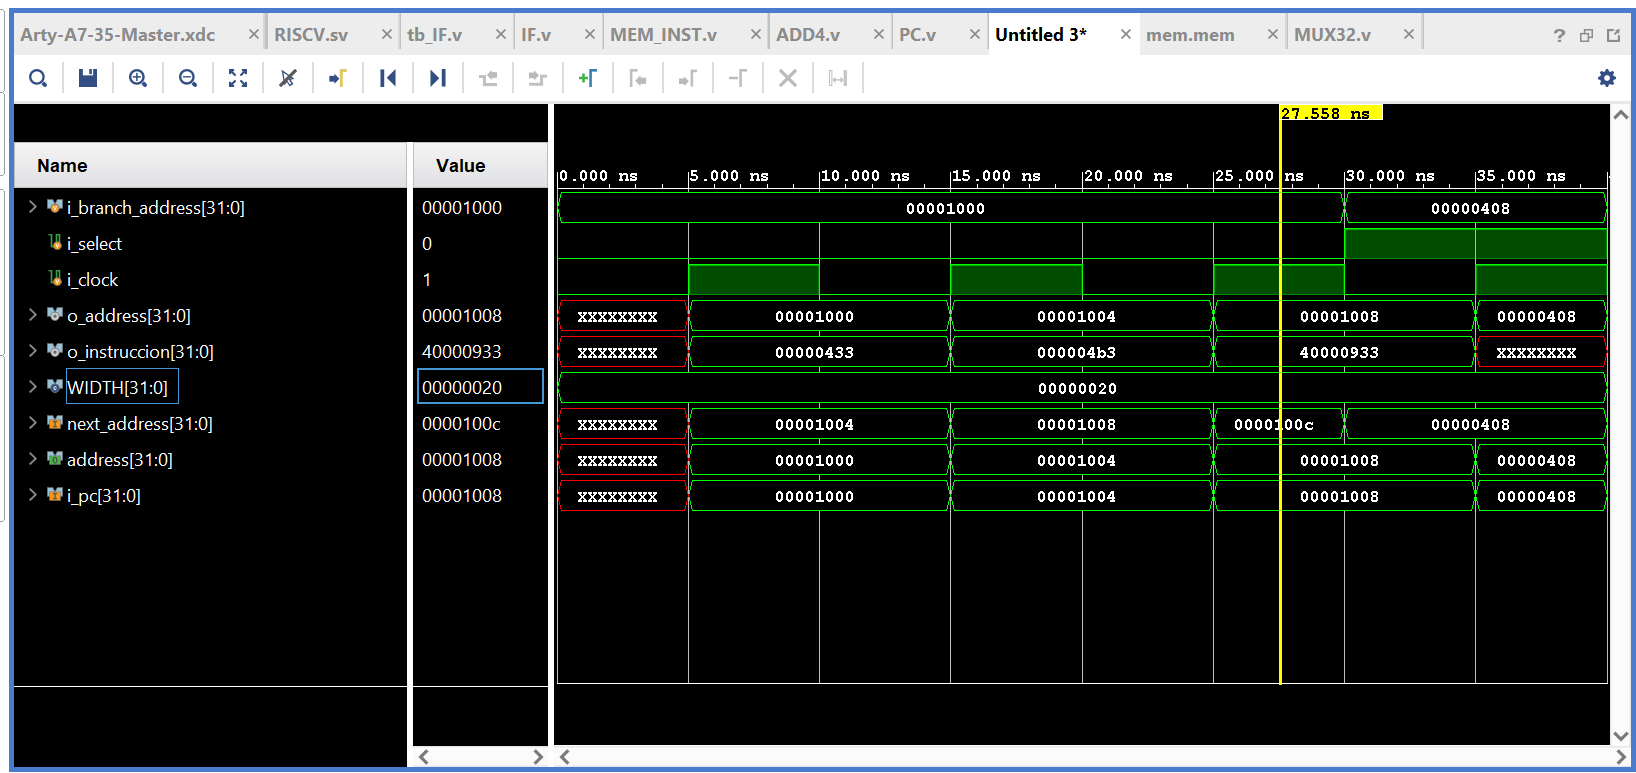 Arty-A7-35-Master.xdc × RISCV.sv × tb_IF.v × IF.v × MEM_INST.v × ADD4.v × PC.v × Untitled 3* × mem.mem × MUX32.v × ?
27.558 ns
Name Value
0.000 ns 5.000 ns 10.000 ns 15.000 ns 20.000 ns 25.000 ns 30.000 ns 35.000 ns
i_branch_address[31:0] 00001000 00001000 00000408
i_select 0
i_clock 1
o_address[31:0] 00001008 XXXXXXXX 00001000 00001004 00001008 00000408
o_instruccion[31:0] 40000933 XXXXXXXX 00000433 000004b3 40000933 XXXXXXXX
WIDTH[31:0] 00000020 00000020
next_address[31:0] 0000100c XXXXXXXX 00001004 00001008 0000100c 00000408
address[31:0] 00001008 XXXXXXXX 00001000 00001004 00001008 00000408
i_pc[31:0] 00001008 XXXXXXXX 00001000 00001004 00001008 00000408